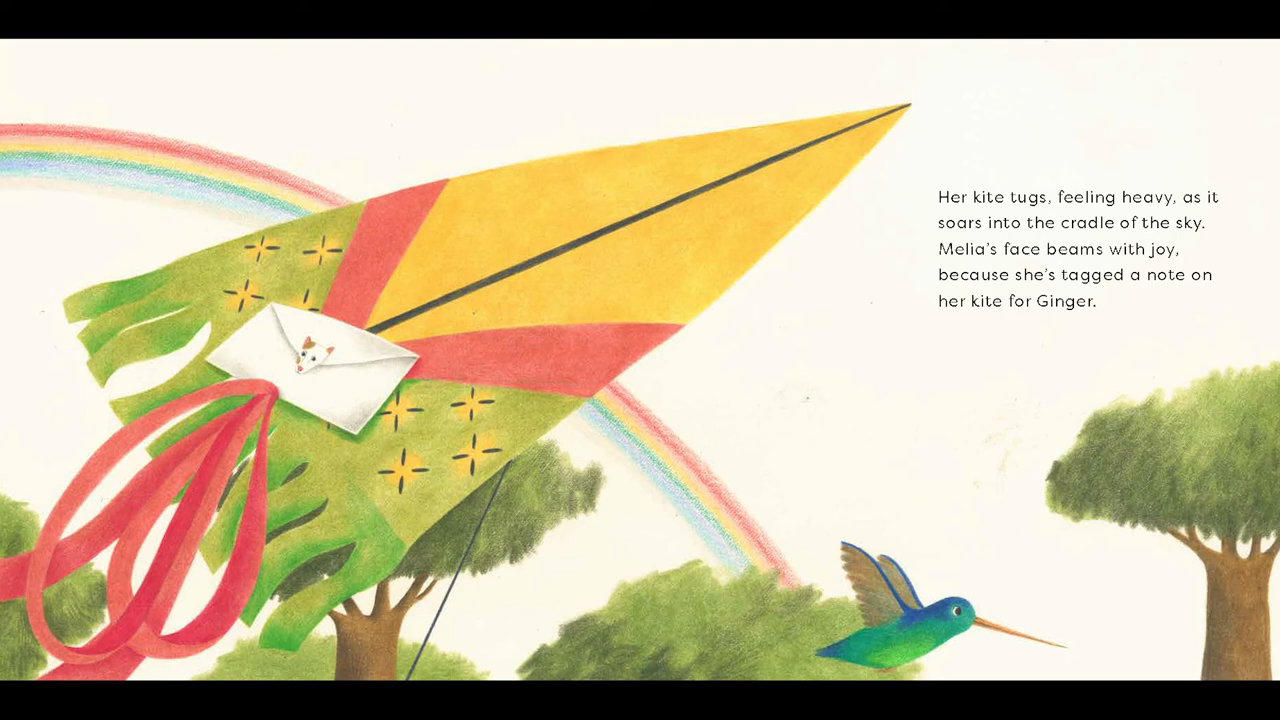 Her kite tugs, feeling heavy, as it
soars into the cradle of the sky.
Melia's face beams with joy,
because she's tagged a note on
her kite for Ginger.